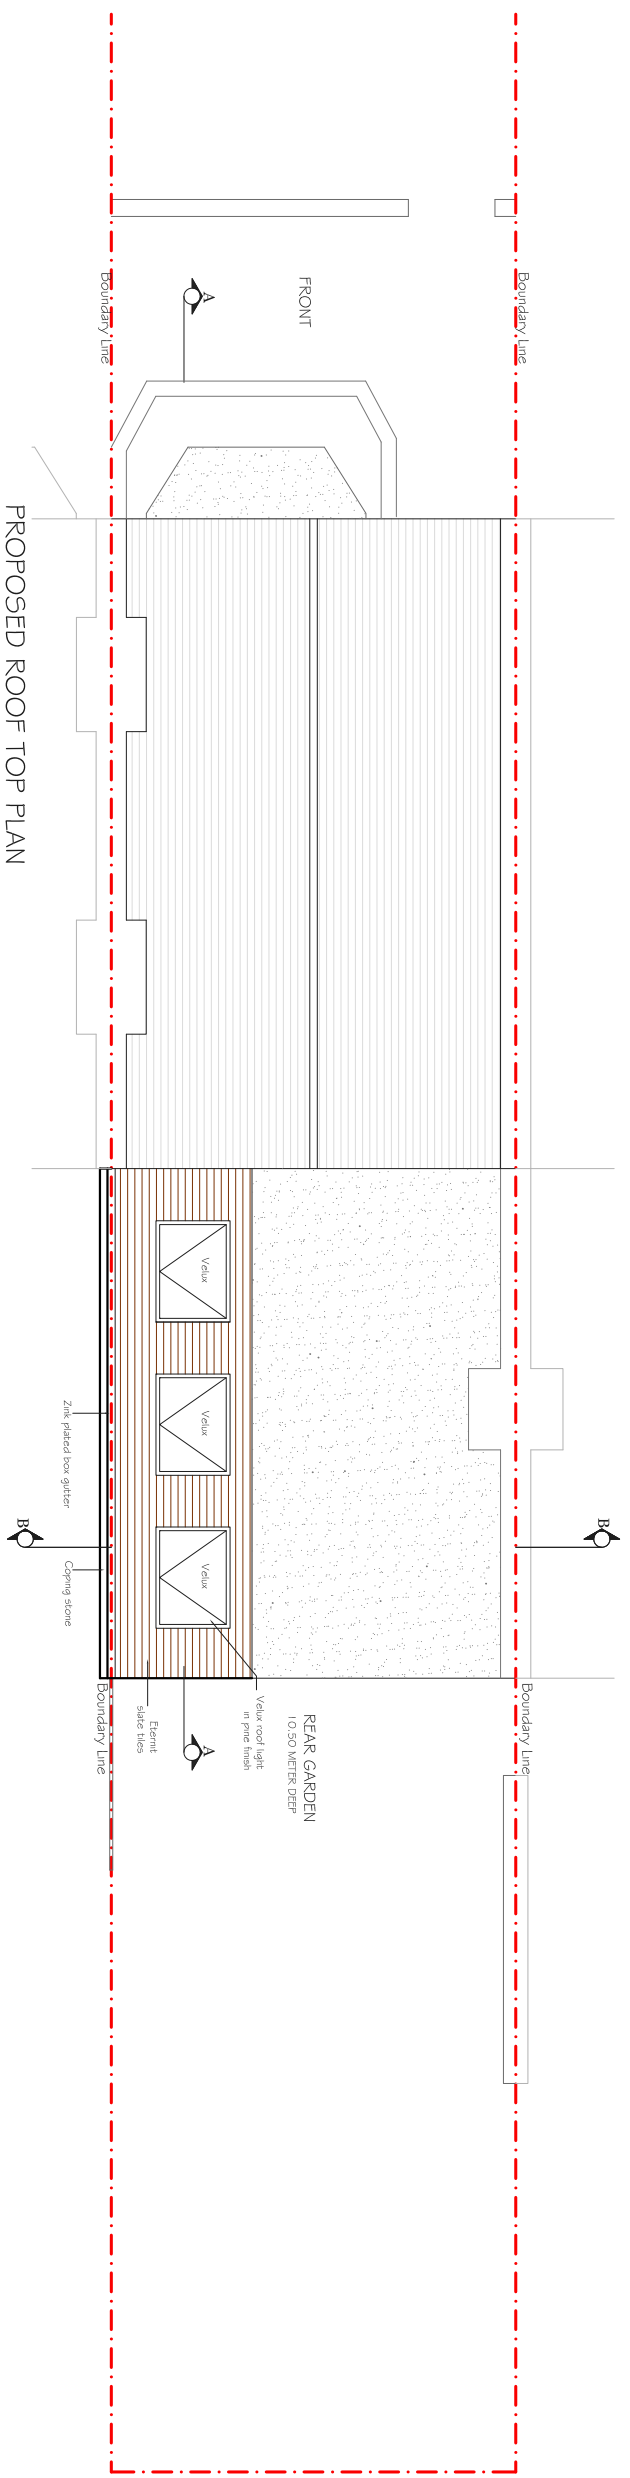 Boundary Line
Boundary Line
FRONT
A
PROPOSED ROOF TOP PLAN
Velux
Velux
Velux
Zink plated box gutter
Coping stone
B
B
Boundary Line
Boundary Line
Eternit
slate tiles
A
Velux roof light
in pine finish
REAR GARDEN
10.50 METER DEEP